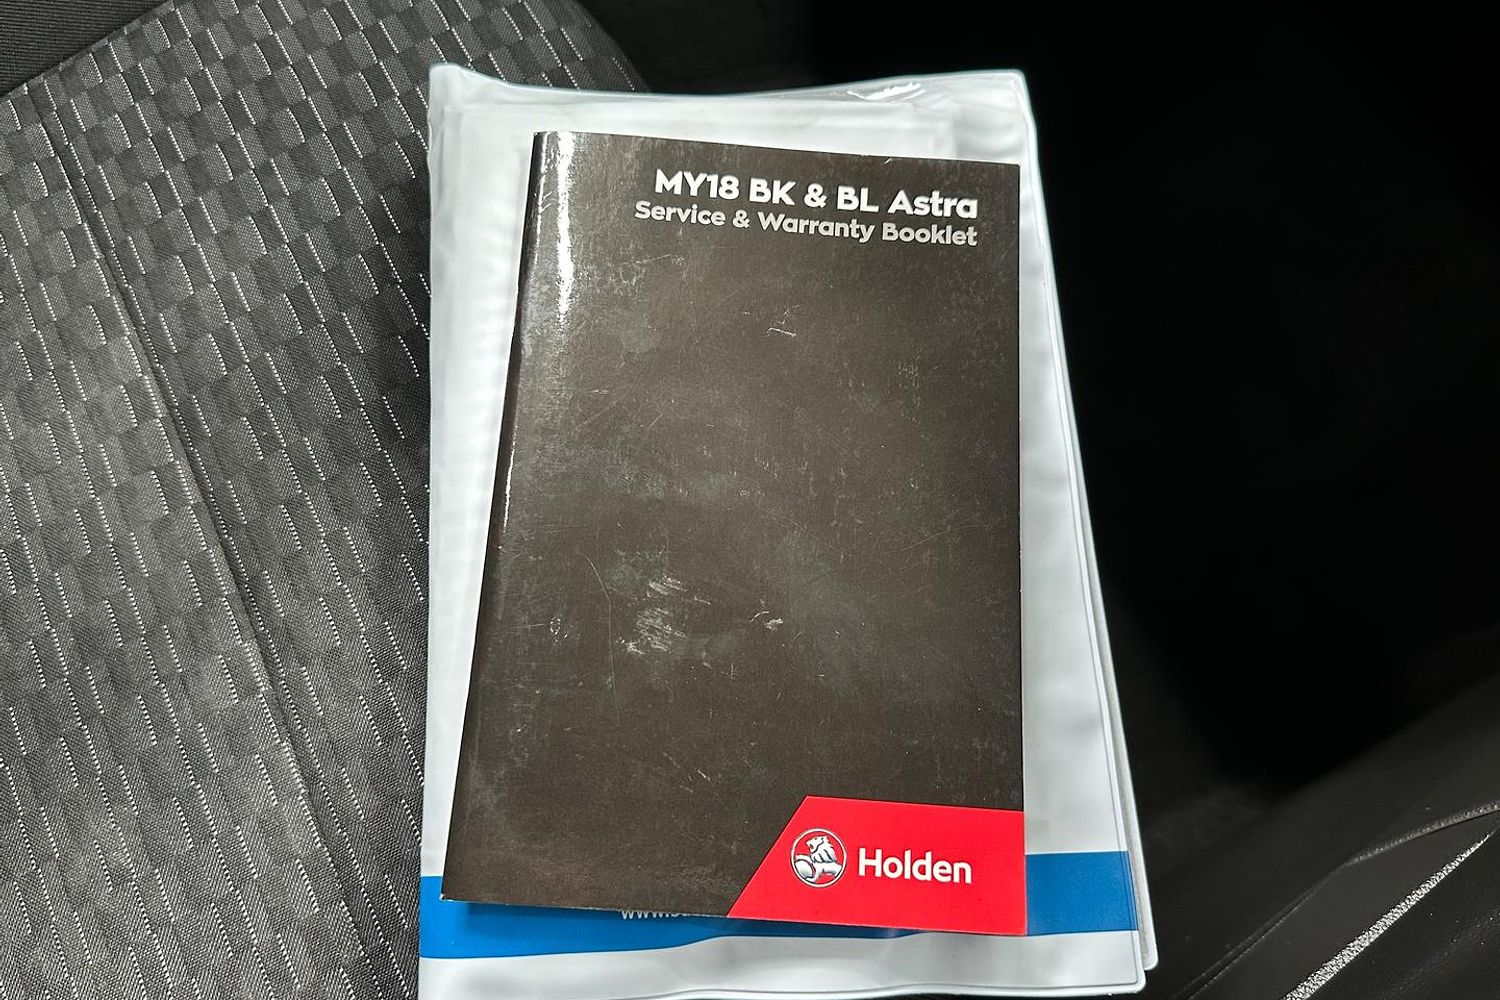 MY18 BK & BL Astra
Service & Warranty Booklet
Holden